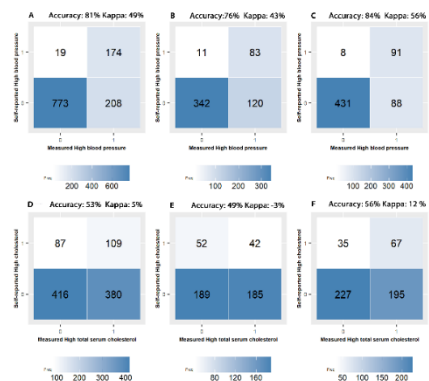 A Accuracy: 81% Kappa: 49%
B Accuracy:76% Kappa: 43%
C Accuracy: 84% Kappa: 56%
Self-reported High blood pressure
1
19 174
0
773 208
0 1
Measured High blood pressure
200 400 600
Self-reported High blood pressure
1
11 83
342 120
0 1
Measured High blood pressure
100 200 300
Self-reported High blood pressure
1
8 91
431 88
1
Measured High blood pressure
100 200 300 400
D Accuracy: 53% Kappa: 5%
E Accuracy: 49% Kappa: -3%
F Accuracy: 56% Kappa: 12 %
Self-reported High cholesterol
1
87 109
416 380
0 1
Measured High total serum cholesterol
100 200 300 400
Self-reported High cholesterol
1
52 42
189 185
0 1
Measured High total serum cholesterol
80 120 160
Self-reported High cholesterol
1
35 67
227 195
0 1
Measured High total serum cholesterol
50 100 150 200